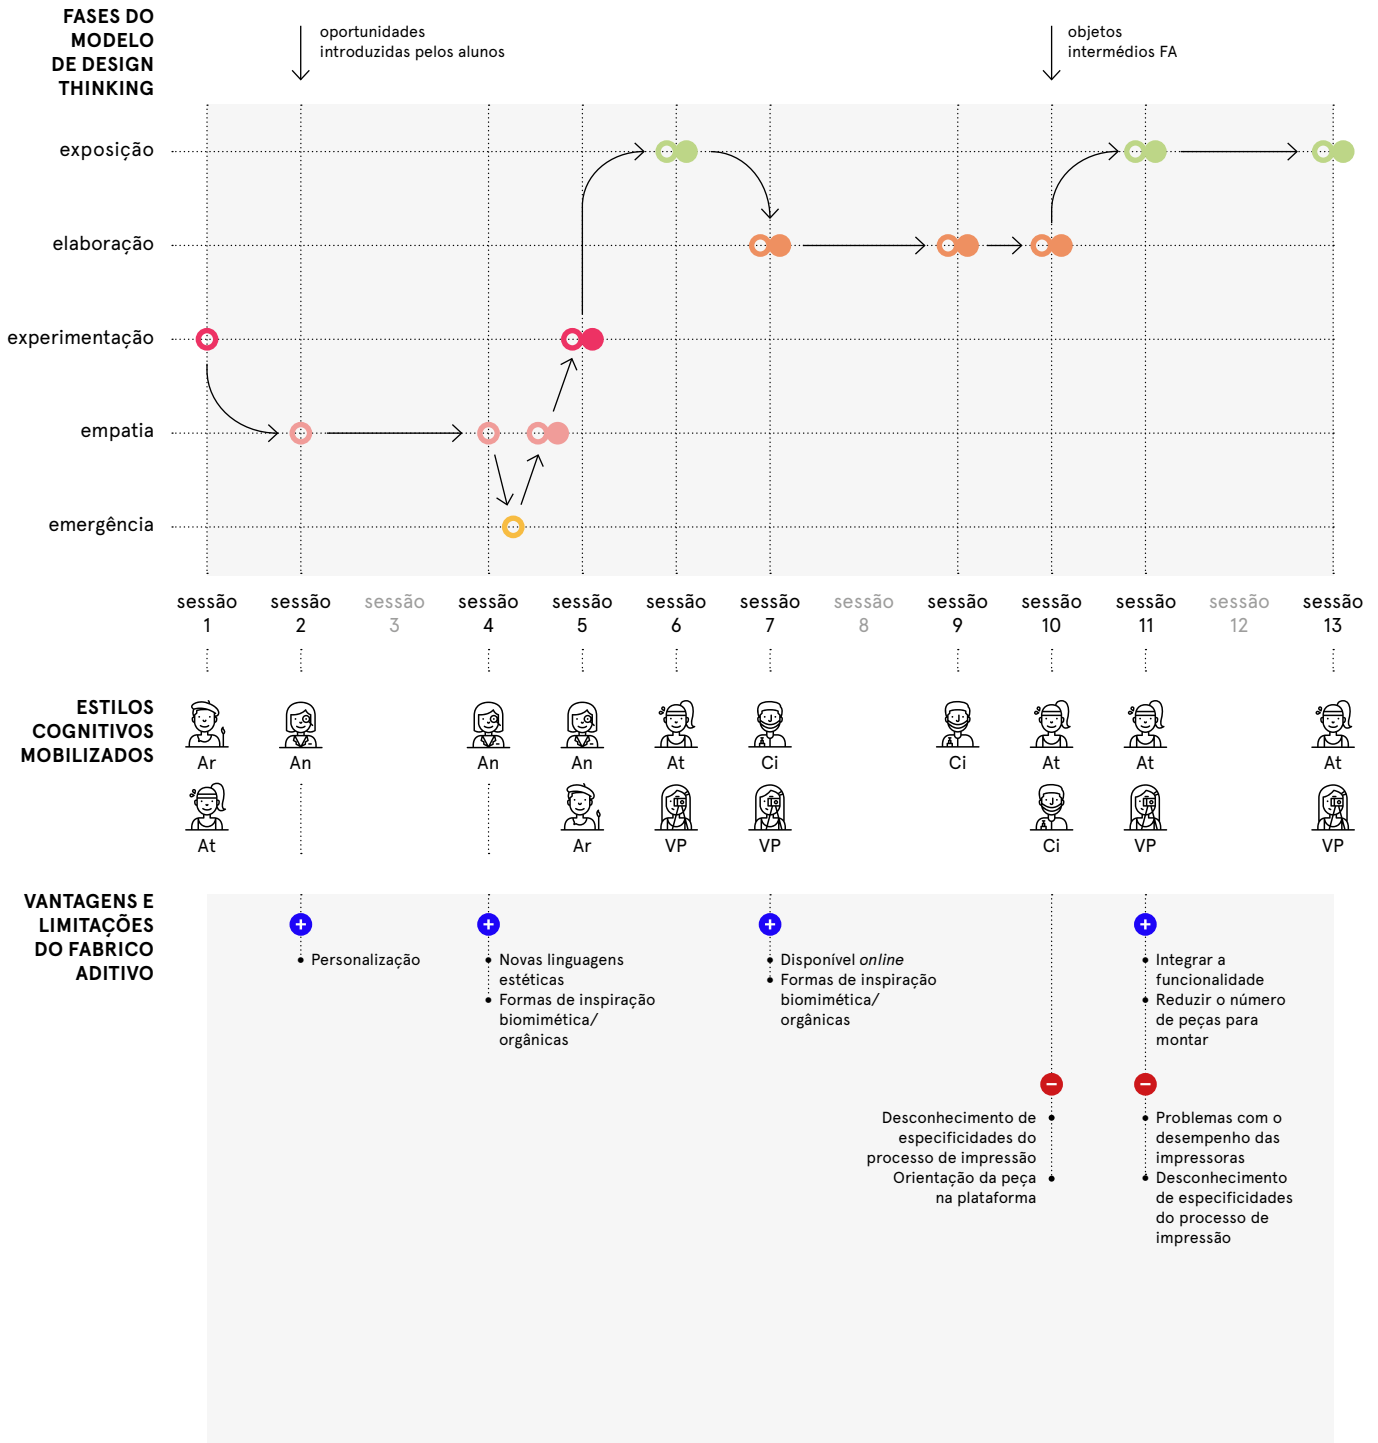 FASES DO
MODELO
DE DESIGN
THINKING
oportunidades
introduzidas pelos alunos
objetos
intermédios FA
exposição
elaboração
experimentação
empatia
emergência
sessão 1
sessão 2
sessão 3
sessão 4
sessão 5
sessão 6
sessão 7
sessão 8
sessão 9
sessão 10
sessão 11
sessão 12
sessão 13
ESTILOS
COGNITIVOS
MOBILIZADOS
Ar
An
An
An
At
Ci
Ci
At
At
At
At
Ar
VP
VP
Ci
VP
VP
VANTAGENS E
LIMITAÇÕES
DO FABRICO
ADITIVO
+
• Personalização
+
• Novas linguagens
estéticas
• Formas de inspiração
biomimética/
orgânicas
+
• Disponível online
• Formas de inspiração
biomimética/
orgânicas
+
• Integrar a
funcionalidade
• Reduzir o número
de peças para
montar
−
Desconhecimento de •
especificidades do
processo de impressão
Orientação da peça •
na plataforma
−
• Problemas com o
desempenho das
impressoras
• Desconhecimento
de especificidades
do processo de
impressão